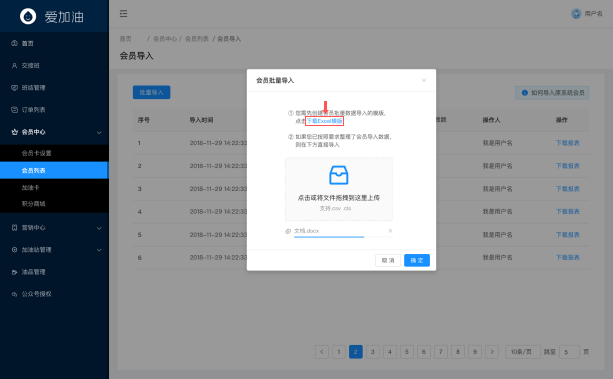 爱加油
用户名
首页
首页 / 会员中心 / 会员列表 / 会员导入
会员导入
交接班
班结管理
订单列表
会员中心
会员卡设置
会员列表
加油卡
积分商城
营销中心
加油站管理
油品管理
公众号授权
批量导入
如何导入原系统会员
序号 导入时间 操作人 操作
1 2018-11-29 14:22:33 我是用户名 下载报表
2 2018-11-29 14:22:33 我是用户名 下载报表
3 2018-11-29 14:22:33 我是用户名 下载报表
4 2018-11-29 14:22:33 我是用户名 下载报表
5 2018-11-29 14:22:33 我是用户名 下载报表
6 2018-11-29 14:22:33 我是用户名 下载报表
会员批量导入
① 您需先创建会员批量数据导入的模版,
点击下载Excel模版
② 如果您已按照要求整理了会员导入数据,
则在下方直接导入
点击或将文件拖拽到这里上传
支持.csv .xls
文档.docx
取 消 确 定
1 2 3 4 5 6 7 8 9 10条/页 跳至 5 页